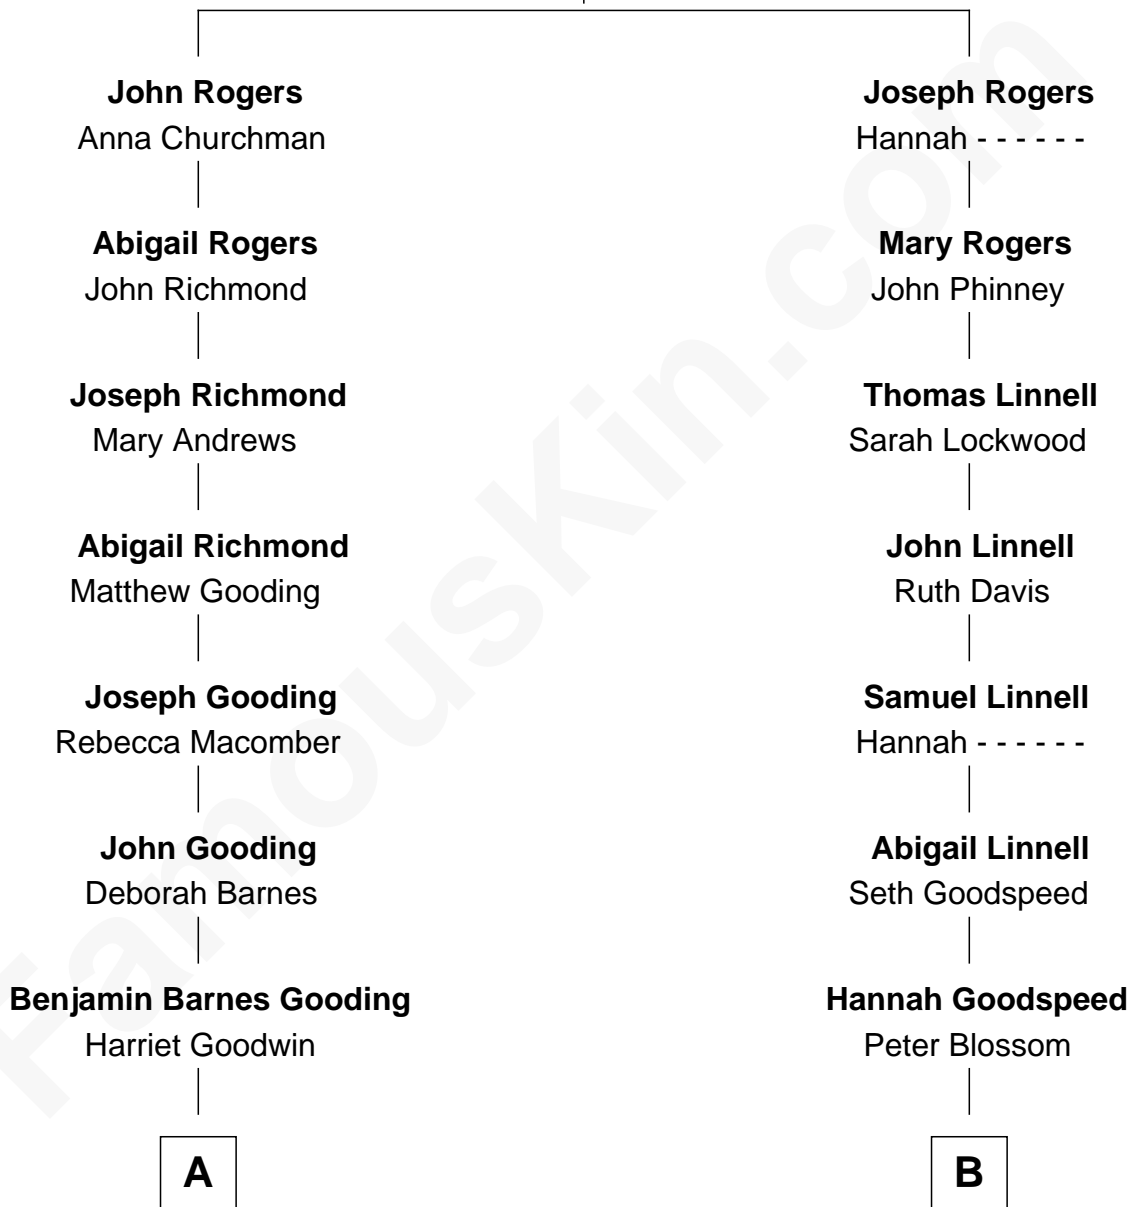 John Rogers
Anna Churchman
Abigail Rogers
John Richmond
Joseph Richmond
Mary Andrews
Abigail Richmond
Matthew Gooding
Joseph Gooding
Rebecca Macomber
John Gooding
Deborah Barnes
Benjamin Barnes Gooding
Harriet Goodwin
A
Joseph Rogers
Hannah - - - - - -
Mary Rogers
John Phinney
Thomas Linnell
Sarah Lockwood
John Linnell
Ruth Davis
Samuel Linnell
Hannah - - - - - -
Abigail Linnell
Seth Goodspeed
Hannah Goodspeed
Peter Blossom
B
FamousKin.com